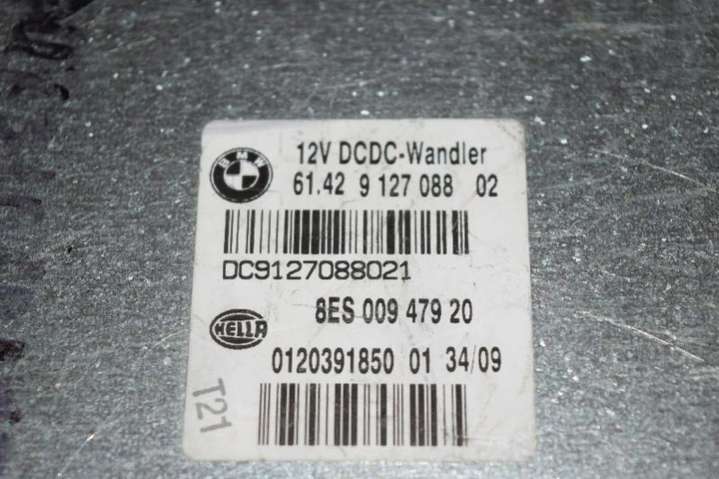 BMW
12V DCDC-Wandler
61.42 9 127 088 02
DC9127088021
8ES 009 479 20
HELLA
0120391850 01 34/09
T21